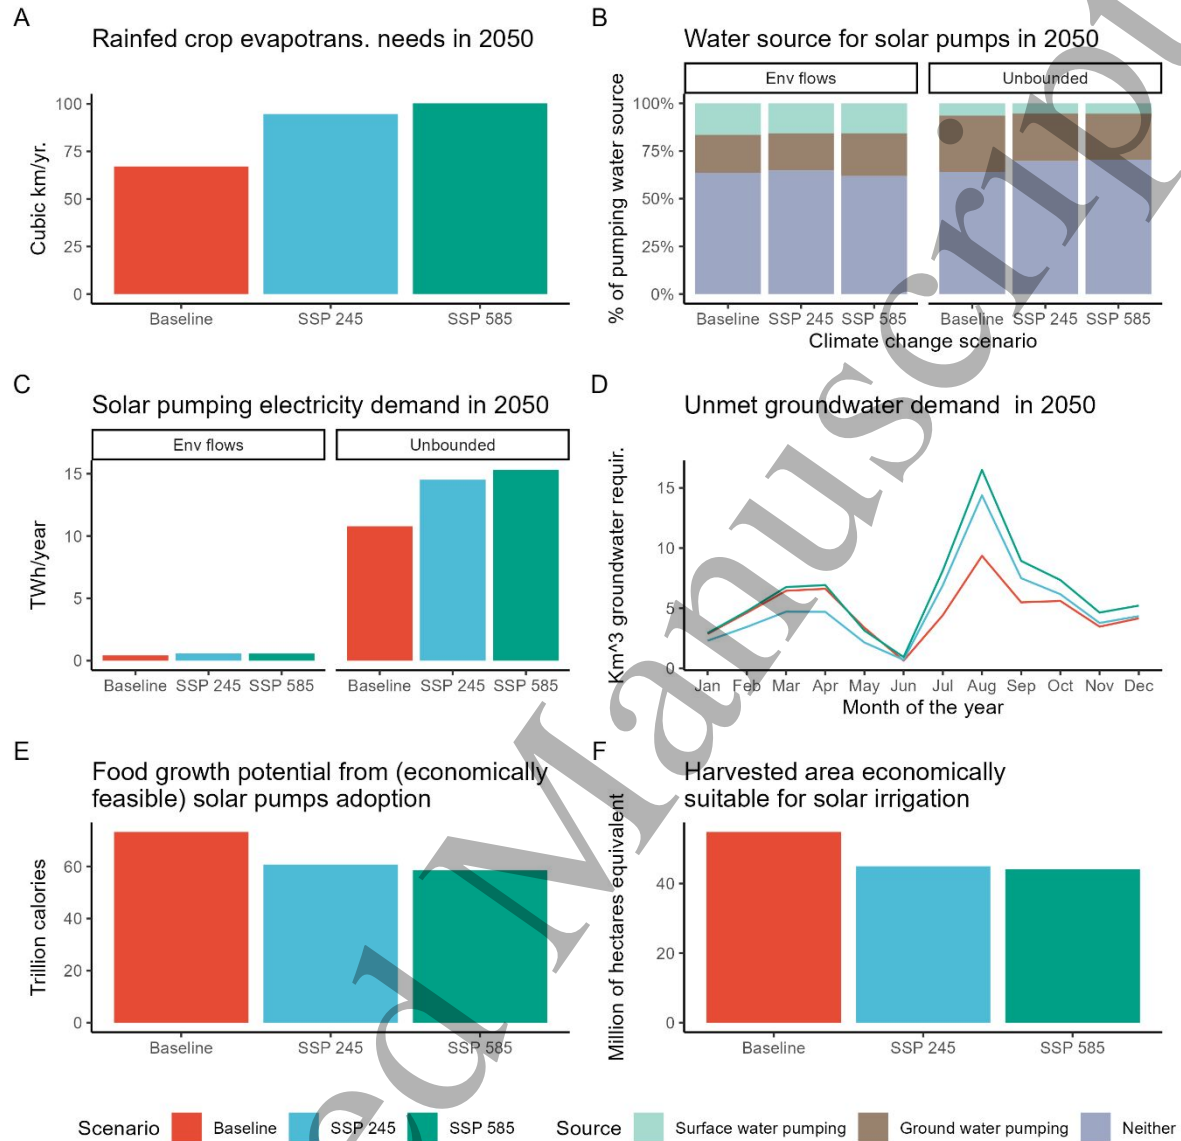 A
Rainfed crop evapotrans. needs in 2050
Cubic km/yr.
100
75
50
25
0
Baseline SSP 245 SSP 585
B
Water source for solar pumps in 2050
Env flows Unbounded
% of pumping water source
100%
75%
50%
25%
0%
Baseline SSP 245 SSP 585 Baseline SSP 245 SSP 585
Climate change scenario
C
Solar pumping electricity demand in 2050
Env flows Unbounded
TWh/year
15
10
5
0
Baseline SSP 245 SSP 585 Baseline SSP 245 SSP 585
D
Unmet groundwater demand in 2050
Km^3 groundwater requir.
15
10
5
0
Jan Feb Mar Apr May Jun Jul Aug Sep Oct Nov Dec
Month of the year
E
Food growth potential from (economically
feasible) solar pumps adoption
Trillion calories
60
40
20
0
Baseline SSP 245 SSP 585
F
Harvested area economically
suitable for solar irrigation
Million of hectares equivalent
40
20
0
Baseline SSP 245 SSP 585
Scenario Baseline SSP 245 SSP 585 Source Surface water pumping Ground water pumping Neither
ed Manuscript